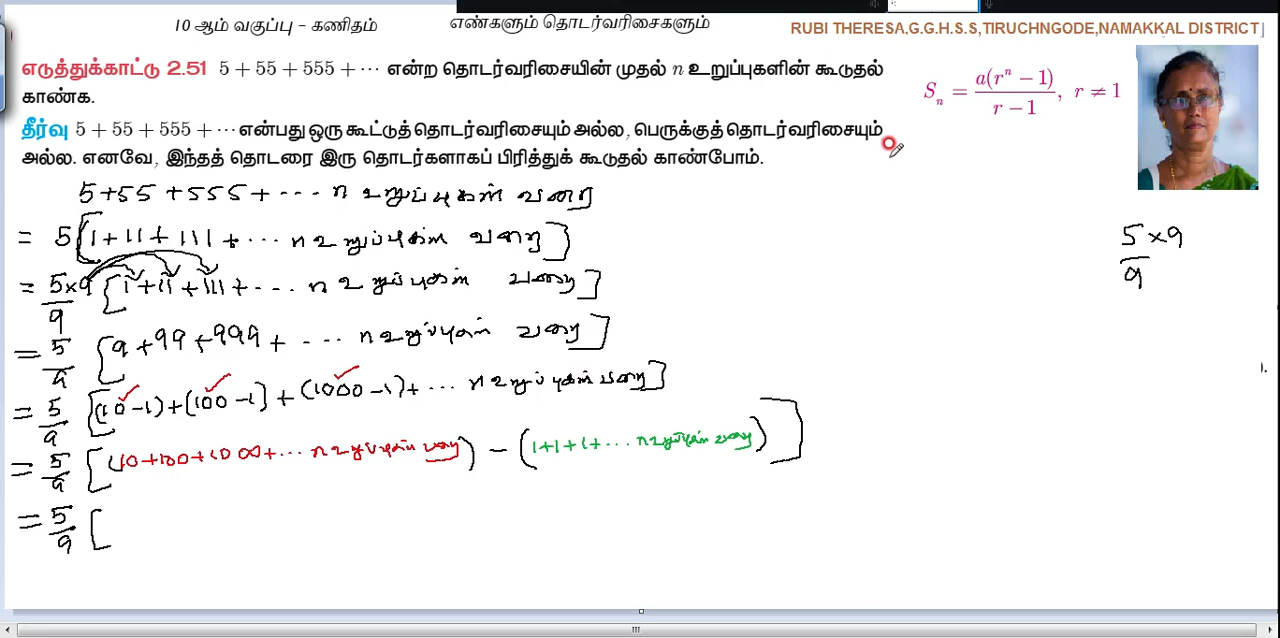 10 ஆம் வகுப்பு - கணிதம்
எண்களும் தொடர்வரிசைகளும்
RUBI THERESA,G.G.H.S.S,TIRUCHNGODE,NAMAKKAL DISTRICT
எடுத்துக்காட்டு 2.51 5 + 55 + 555 + ⋯ என்ற தொடர்வரிசையின் முதல் n உறுப்புகளின் கூடுதல்
காண்க.
S_n = a(r^n − 1) / (r − 1), r ≠ 1
தீர்வு 5 + 55 + 555 + ⋯ என்பது ஒரு கூட்டுத் தொடர்வரிசையும் அல்ல, பெருக்குத் தொடர்வரிசையும்
அல்ல. எனவே, இந்தத் தொடரை இரு தொடர்களாகப் பிரித்துக் கூடுதல் காண்போம்.
5+55+555+ ... n உறுப்புகள் வரை
= 5[1+11+111+ ... n உறுப்புகள் வரை]
5×9/9
= 5×9/9 [1+11+111+ ... n உறுப்புகள் வரை]
= 5/9 [9+99+999+ ... n உறுப்புகள் வரை]
= 5/9 [(10-1)+(100-1)+(1000-1)+ ... n உறுப்புகள் வரை]
= 5/9 [(10+100+1000+... n உறுப்புகள் வரை) - (1+1+1+... n உறுப்புகள் வரை)]
= 5/9 [